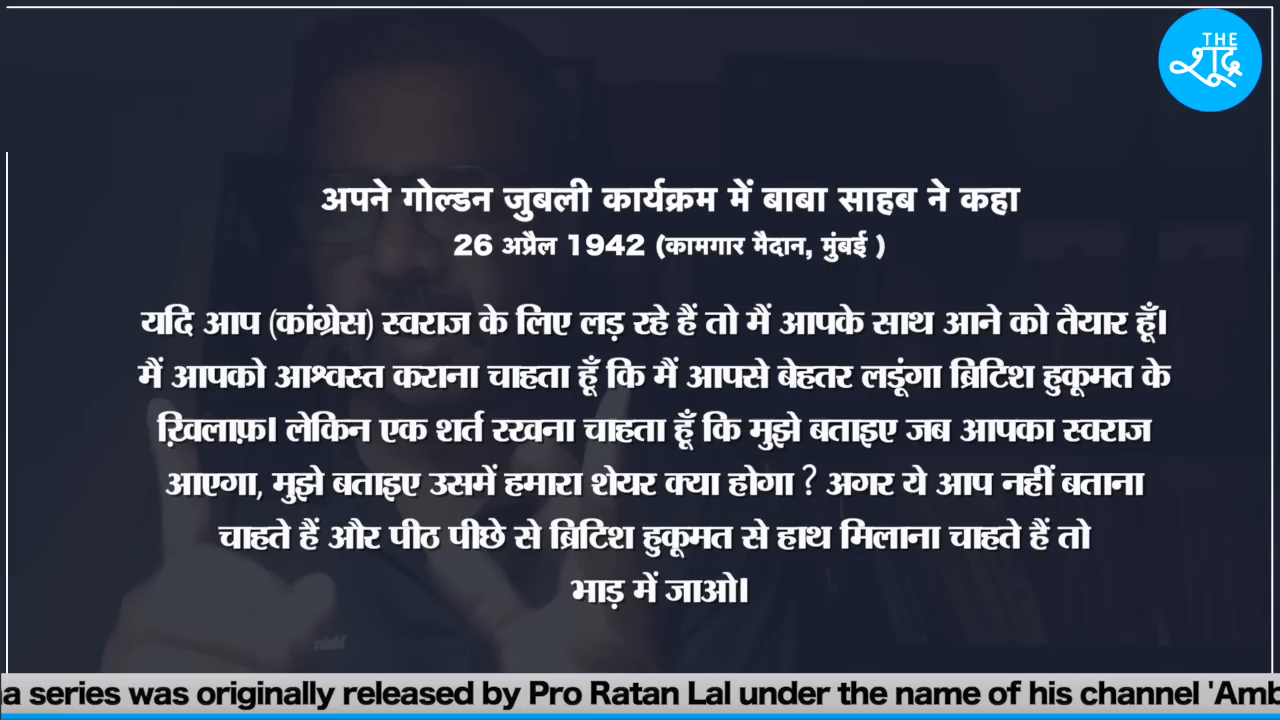 THE
शूद्र
अपने गोल्डन जुबली कार्यक्रम में बाबा साहब ने कहा
26 अप्रैल 1942 (कामगार मैदान, मुंबई )
यदि आप (कांग्रेस) स्वराज के लिए लड़ रहे हैं तो मैं आपके साथ आने को तैयार हूँ।
मैं आपको आश्वस्त कराना चाहता हूँ कि मैं आपसे बेहतर लडूंगा ब्रिटिश हुकूमत के
ख़िलाफ़। लेकिन एक शर्त रखना चाहता हूँ कि मुझे बताइए जब आपका स्वराज
आएगा, मुझे बताइए उसमें हमारा शेयर क्या होगा ? अगर ये आप नहीं बताना
चाहते हैं और पीठ पीछे से ब्रिटिश हुकूमत से हाथ मिलाना चाहते हैं तो
भाड़ में जाओ।
a series was originally released by Pro Ratan Lal under the name of his channel 'Amb